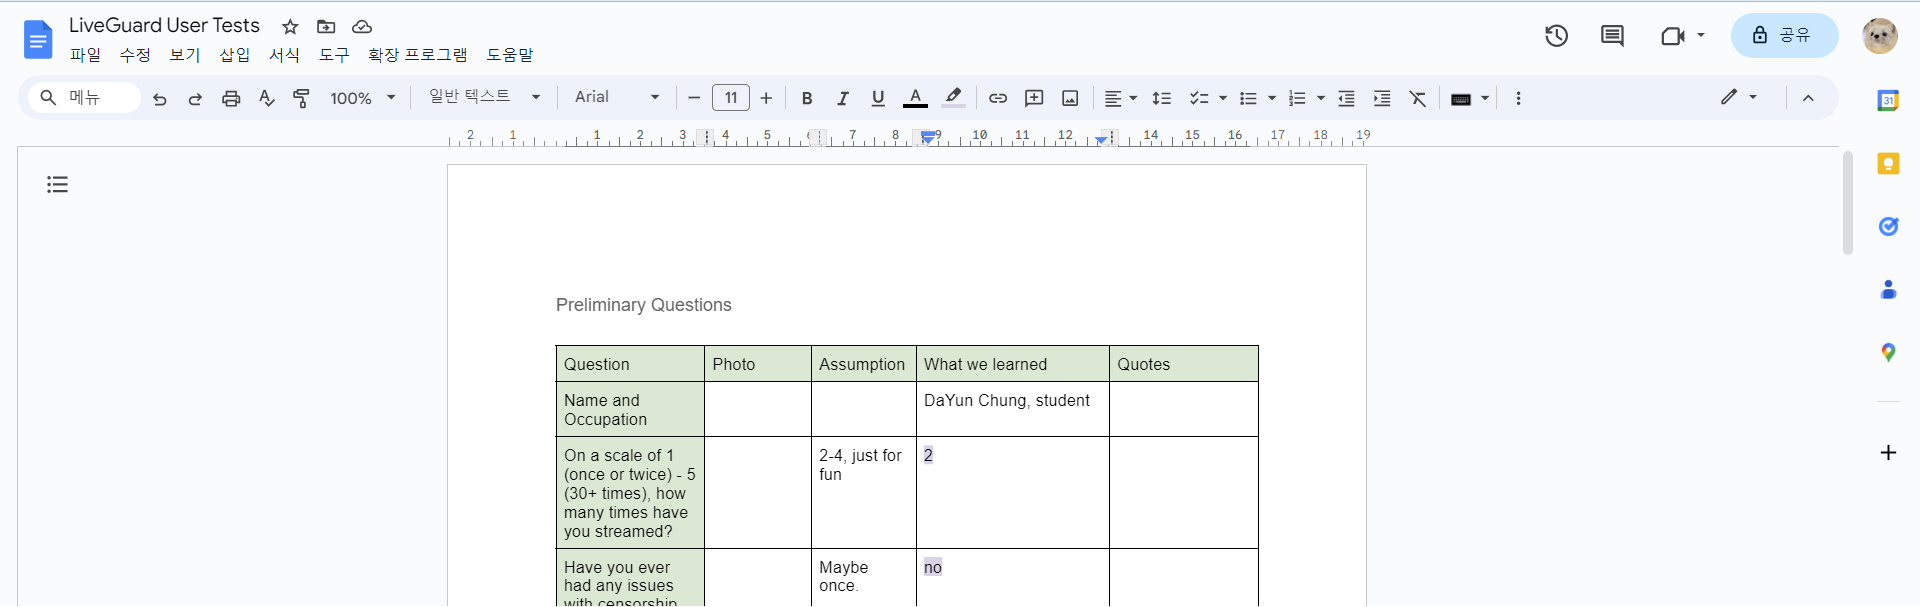 LiveGuard User Tests
파일 수정 보기 삽입 서식 도구 확장 프로그램 도움말
공유
메뉴 100% 일반 텍스트 Arial 11 B I U A
2 1 1 2 3 4 5 7 8 9 10 11 12 14 15 16 17 18 19
31
Preliminary Questions
Question Photo Assumption What we learned Quotes
Name and
Occupation
DaYun Chung, student
On a scale of 1
(once or twice) - 5
(30+ times), how
many times have
you streamed?
2-4, just for
fun
2
Have you ever
had any issues
with censorship
Maybe
once.
no